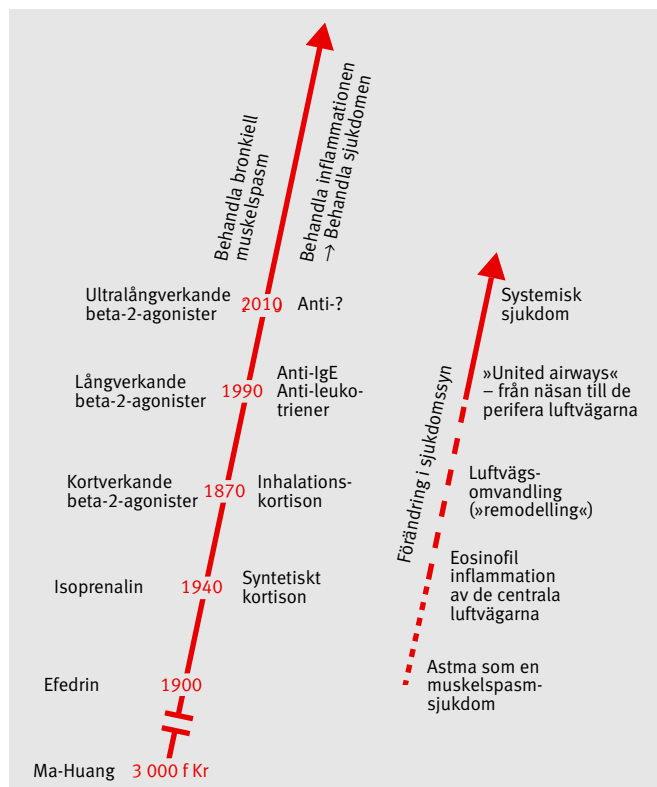 Behandla bronkiell
muskelspasm
Behandla inflammationen
→ Behandla sjukdomen
Ultralångverkande
beta-2-agonister
2010
Anti-?
Långverkande
beta-2-agonister
1990
Anti-IgE
Anti-leuko-
triener
Kortverkande
beta-2-agonister
1870
Inhalations-
kortison
Isoprenalin
1940
Syntetiskt
kortison
Efedrin
1900
Ma-Huang
3 000 f Kr
Förändring i sjukdomssyn
Systemisk
sjukdom
»United airways«
– från näsan till de
perifera luftvägarna
Luftvägs-
omvandling
(»remodelling«)
Eosinofil
inflammation
av de centrala
luftvägarna
Astma som en
muskelspasm-
sjukdom